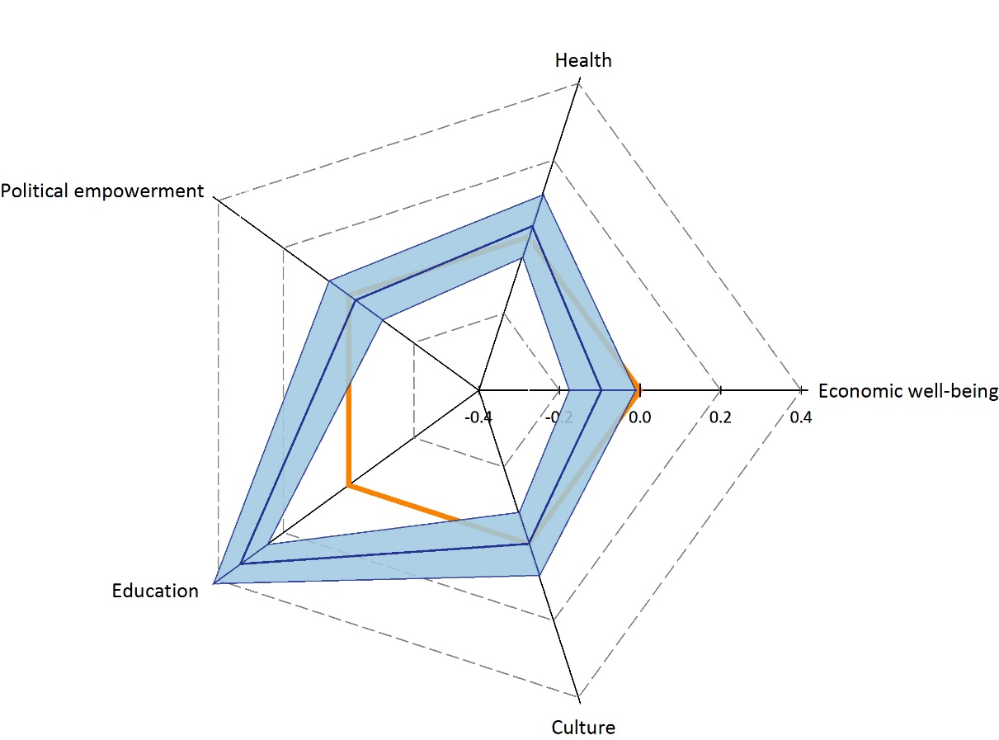 Health
Political empowerment
Economic well-being
-0.4 -0.2 0.0 0.2 0.4
Education
Culture